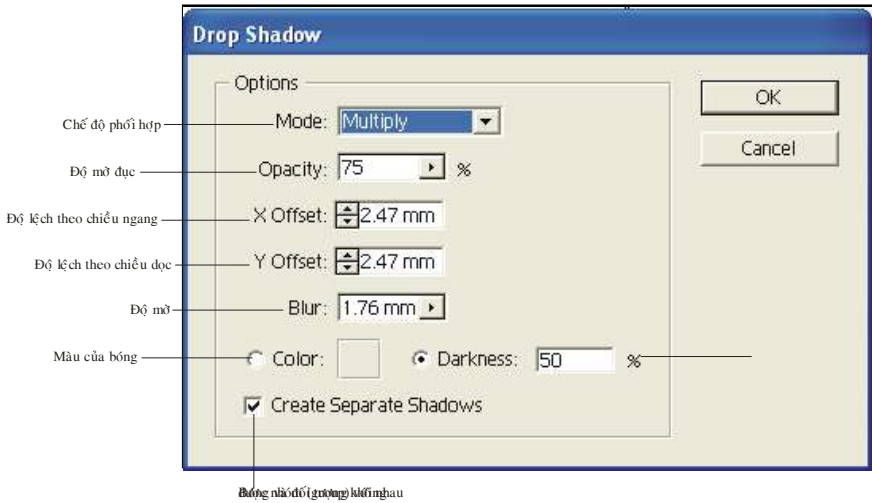 Drop Shadow
Options
OK
Chế độ phối hợp
Mode: Multiply
Cancel
Độ mờ đục
Opacity: 75 %
Độ lệch theo chiều ngang
X Offset: 2.47 mm
Độ lệch theo chiều dọc
Y Offset: 2.47 mm
Độ mờ
Blur: 1.76 mm
Màu của bóng
Color: Darkness: 50 %
Create Separate Shadows
nhau